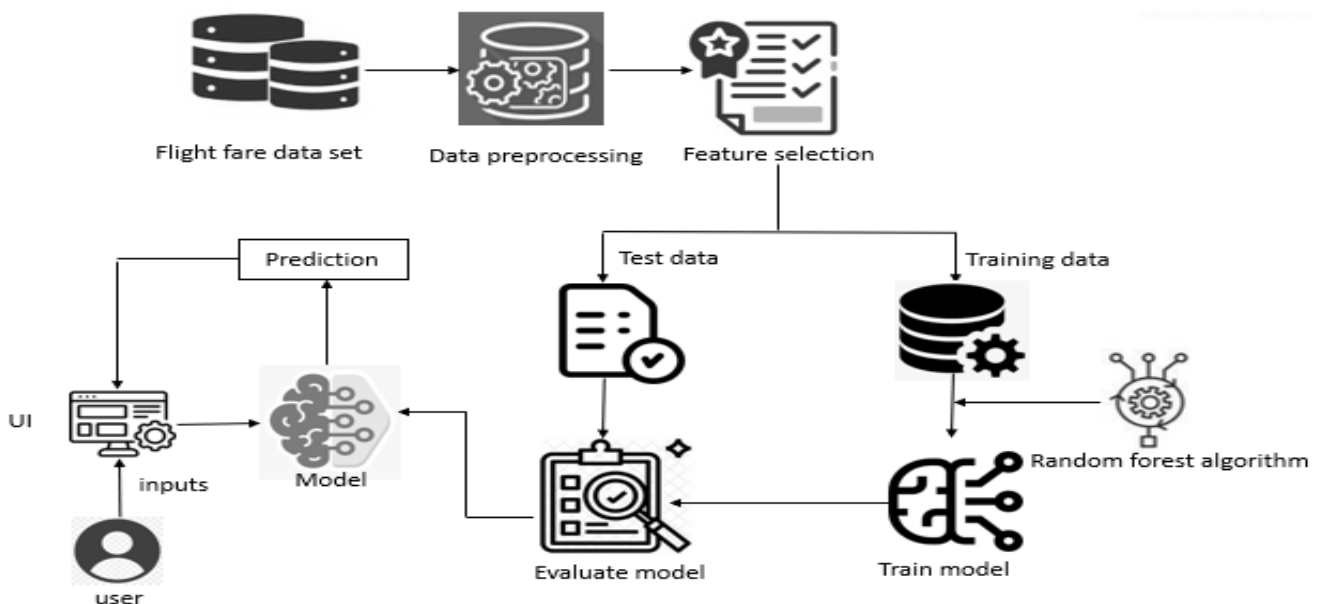 Flight fare data set
Data preprocessing
Feature selection
Prediction
Test data
Training data
UI
inputs
Model
Random forest algorithm
Evaluate model
Train model
user